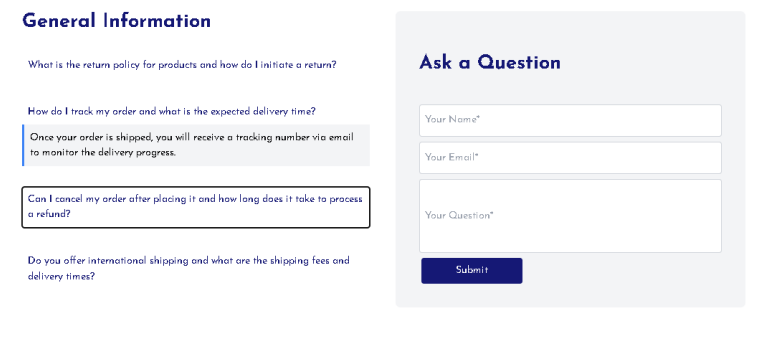 General Information
What is the return policy for products and how do I initiate a return?
How do I track my order and what is the expected delivery time?
Once your order is shipped, you will receive a tracking number via email
to monitor the delivery progress.
Can I cancel my order after placing it and how long does it take to process
a refund?
Do you offer international shipping and what are the shipping fees and
delivery times?
Ask a Question
Your Name*
Your Email*
Your Question*
Submit